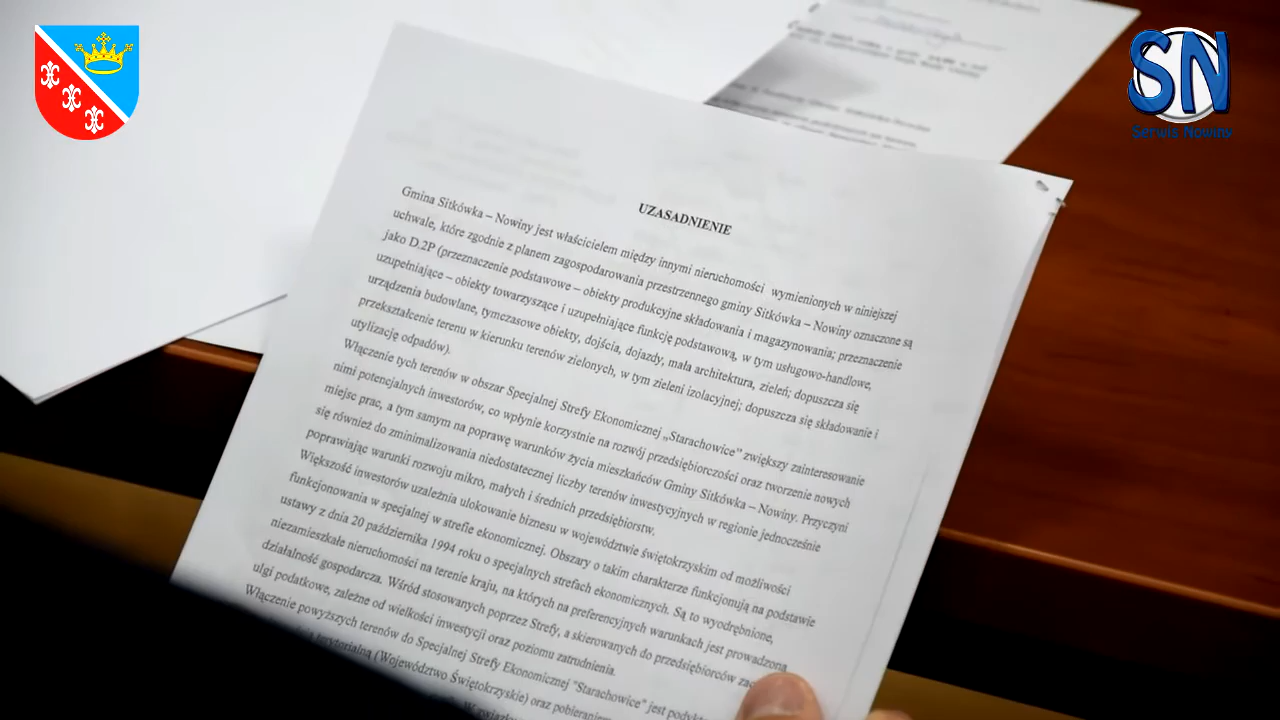 SN
Serwis Nowiny
UZASADNIENIE
Gmina Sitkówka – Nowiny jest właścicielem między innymi nieruchomości wymienionych w niniejszej
uchwale, które zgodnie z planem zagospodarowania przestrzennego gminy Sitkówka – Nowiny oznaczone są
jako D.2P (przeznaczenie podstawowe – obiekty produkcyjne składowania i magazynowania; przeznaczenie
uzupełniające – obiekty towarzyszące i uzupełniające funkcję podstawową, w tym usługowo-handlowe,
urządzenia budowlane, tymczasowe obiekty, dojścia, dojazdy, mała architektura, zieleń; dopuszcza się
przekształcenie terenu w kierunku terenów zielonych, w tym zieleni izolacyjnej; dopuszcza się składowanie i
utylizację odpadów).
Włączenie tych terenów w obszar Specjalnej Strefy Ekonomicznej „Starachowice” zwiększy zainteresowanie
nimi potencjalnych inwestorów, co wpłynie korzystnie na rozwój przedsiębiorczości oraz tworzenie nowych
miejsc prac, a tym samym na poprawę warunków życia mieszkańców Gminy Sitkówka – Nowiny. Przyczyni
się również do zminimalizowania niedostatecznej liczby terenów inwestycyjnych w regionie jednocześnie
poprawiając warunki rozwoju mikro, małych i średnich przedsiębiorstw.
Większość inwestorów uzależnia ulokowanie biznesu w województwie świętokrzyskim od możliwości
funkcjonowania w specjalnej w strefie ekonomicznej. Obszary o takim charakterze funkcjonują na podstawie
ustawy z dnia 20 października 1994 roku o specjalnych strefach ekonomicznych. Są to wyodrębnione,
niezamieszkałe nieruchomości na terenie kraju, na których na preferencyjnych warunkach jest prowadzona
działalność gospodarcza. Wśród stosowanych poprzez Strefy, a skierowanych do przedsiębiorców zac
ulgi podatkowe, zależne od wielkości inwestycji oraz poziomu zatrudnienia.
Włączenie powyższych terenów do Specjalnej Strefy Ekonomicznej "Starachowice" jest podykt
terytorialną (Województwo Świętokrzyskie) oraz pobieraniem
W związku